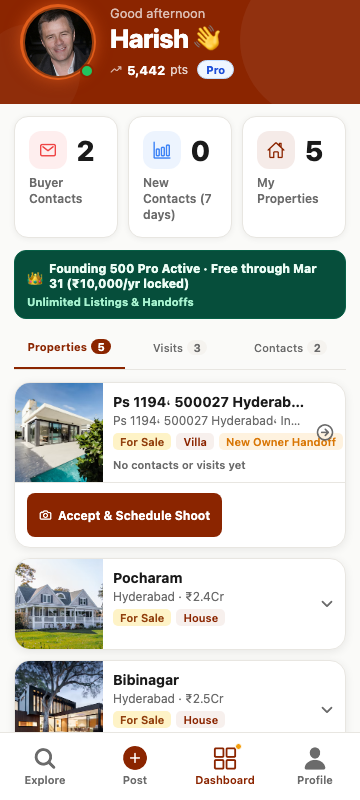 Good afternoon
Harish 👋
5,442 pts Pro
2
Buyer
Contacts
0
New
Contacts (7
days)
5
My
Properties
👑 Founding 500 Pro Active · Free through Mar
31 (₹10,000/yr locked)
Unlimited Listings & Handoffs
Properties 5
Visits 3
Contacts 2
Ps 1194، 500027 Hyderab...
Ps 1194، 500027 Hyderabad، In...
For Sale Villa New Owner Handoff
No contacts or visits yet
Accept & Schedule Shoot
Pocharam
Hyderabad · ₹2.4Cr
For Sale House
Bibinagar
Hyderabad · ₹2.5Cr
For Sale House
Explore
Post
Dashboard
Profile